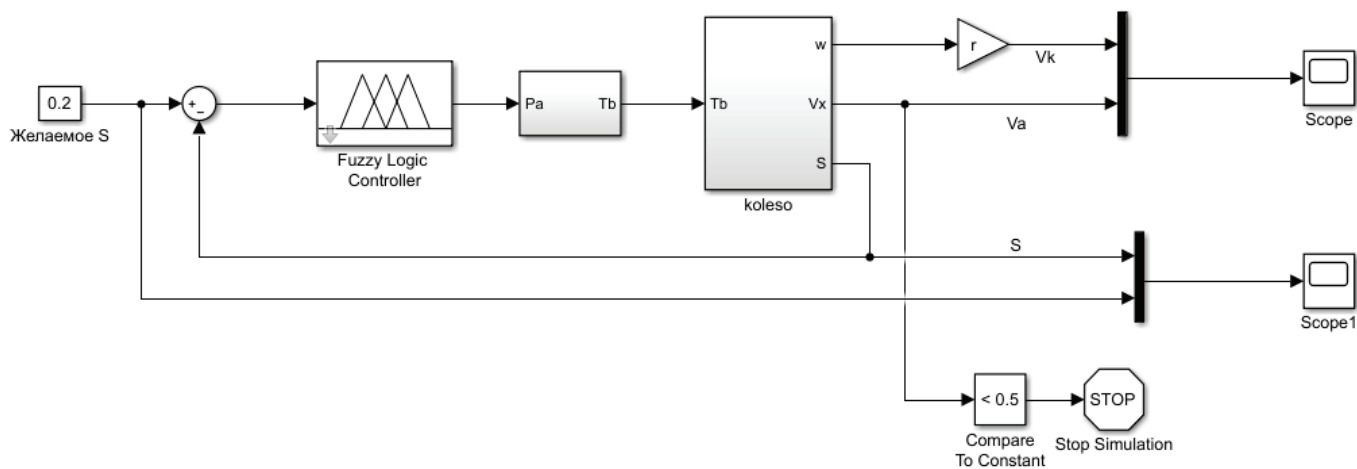 w
r
Vk
Scope
0.2
Желаемое S
+
−
Fuzzy Logic
Controller
Pa
Tb
Tb
Vx
Va
S
koleso
S
Scope1
< 0.5
STOP
Compare
To Constant
Stop Simulation